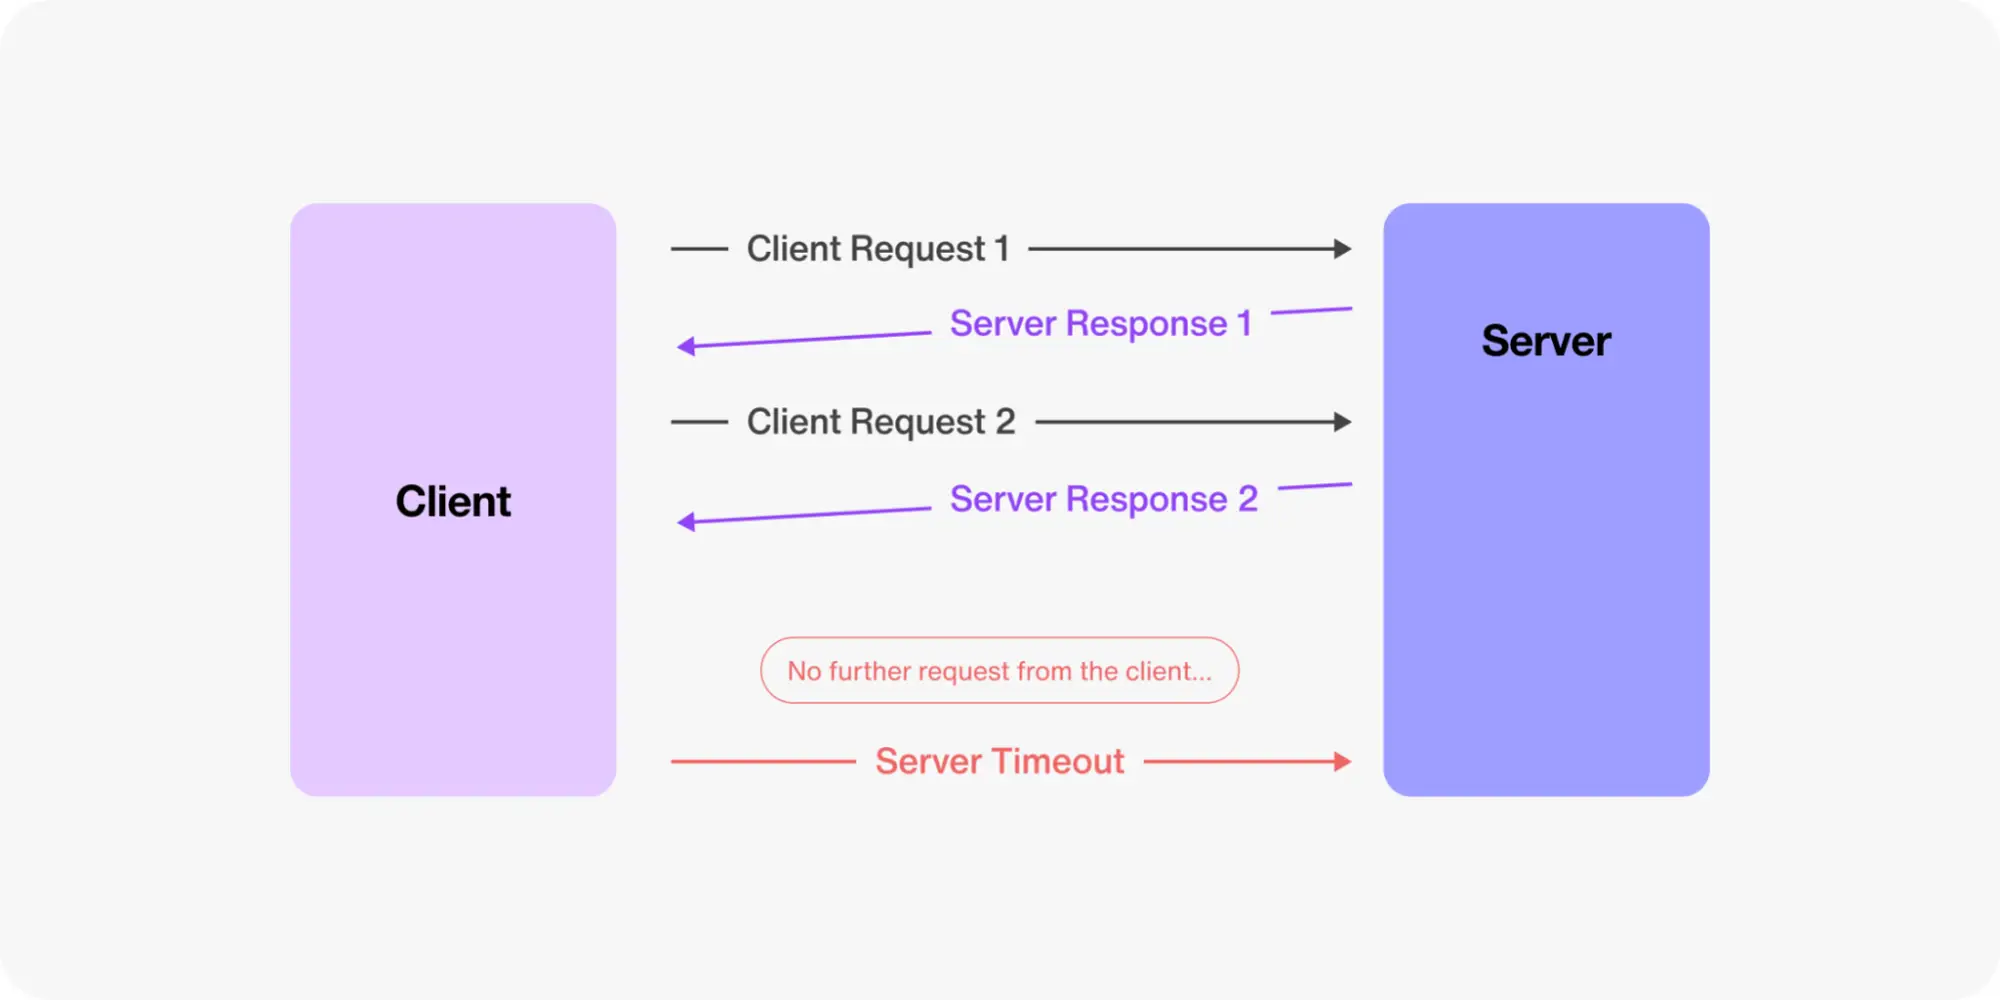 Client Request 1
Server Response 1
Server
Client Request 2
Server Response 2
Client
No further request from the client...
Server Timeout